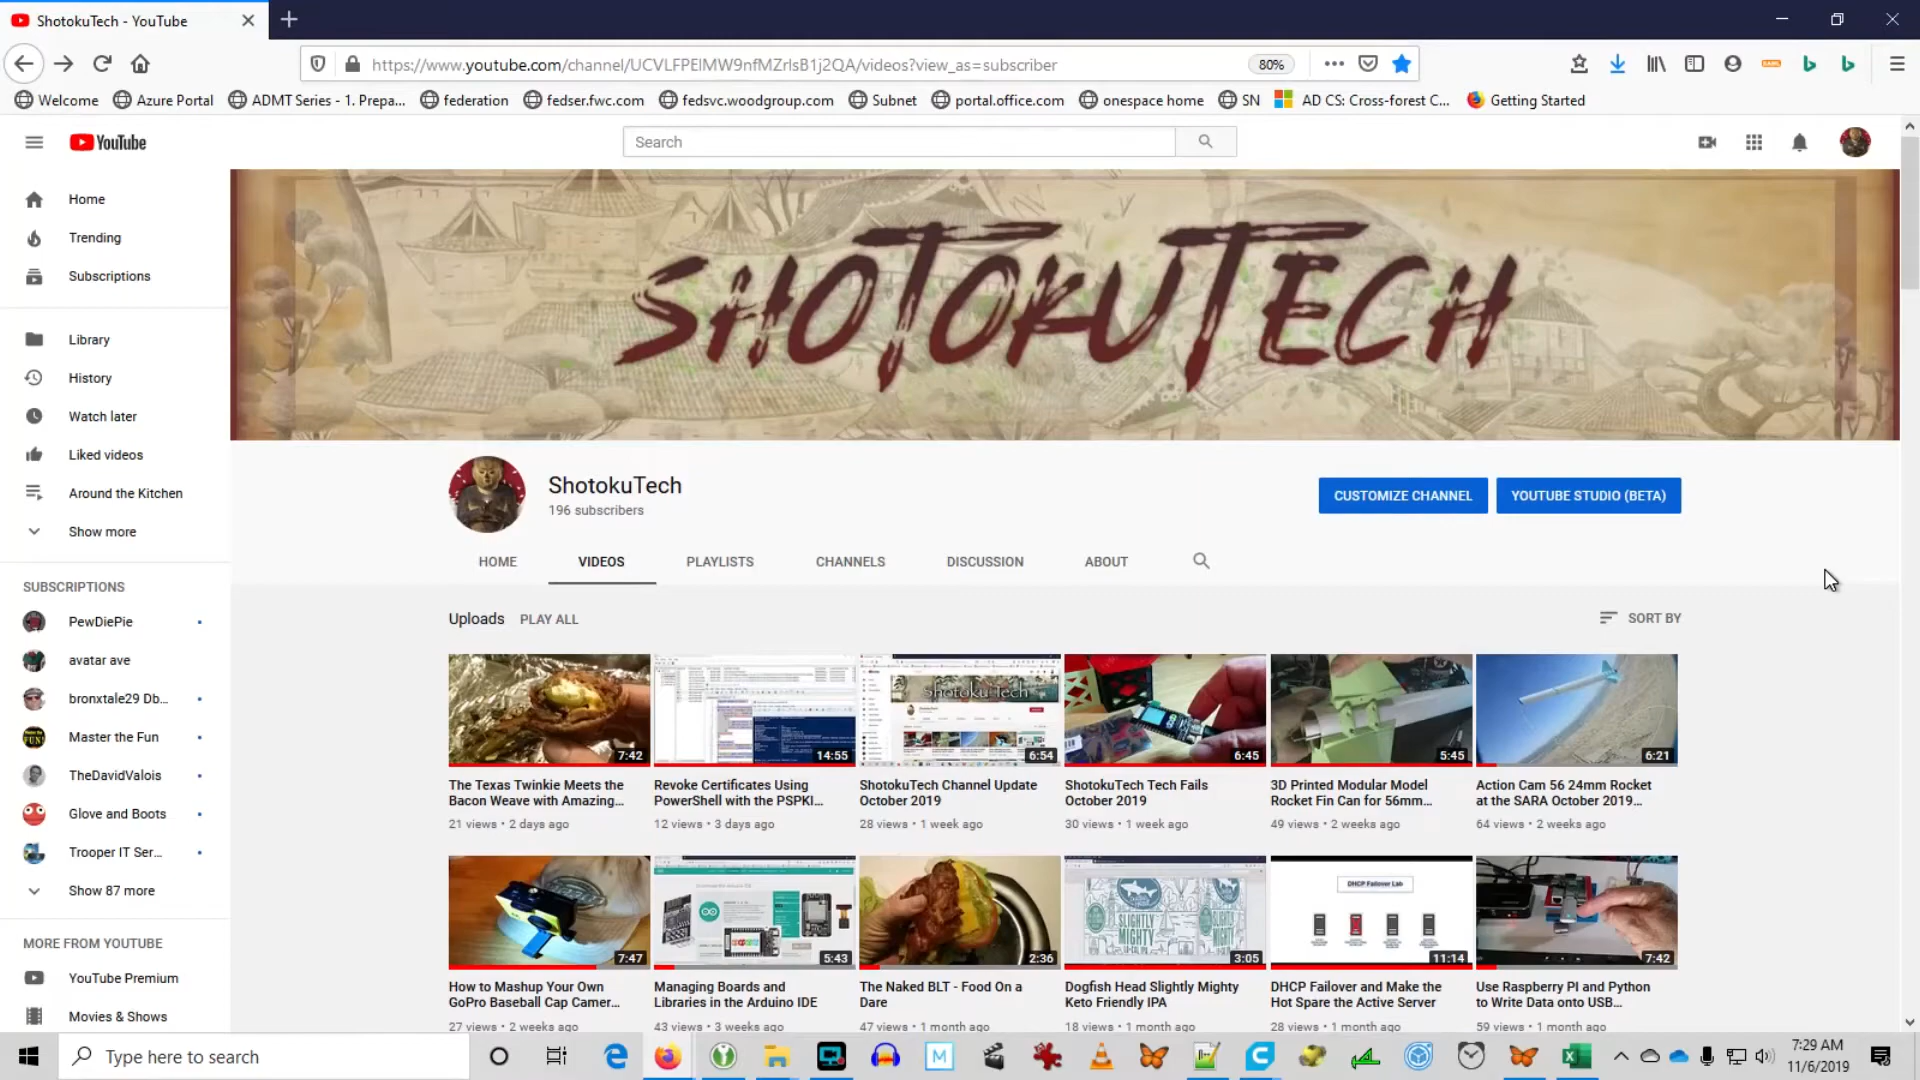 ShotokuTech - YouTube
https://www.youtube.com/channel/UCVLFPElMW9nfMZrlsB1j2QA/videos?view_as=subscriber
80%
Welcome
Azure Portal
ADMT Series - 1. Prepa...
federation
fedser.fwc.com
fedsvc.woodgroup.com
Subnet
portal.office.com
onespace home
SN
AD CS: Cross-forest C...
Getting Started
YouTube
Search
Home
Trending
Subscriptions
Library
History
Watch later
Liked videos
Around the Kitchen
Show more
SUBSCRIPTIONS
PewDiePie
avatar ave
bronxtale29 Db...
Master the Fun
TheDavidValois
Glove and Boots
Trooper IT Ser...
Show 87 more
MORE FROM YOUTUBE
YouTube Premium
Movies & Shows
SHOTOKUTECH
ShotokuTech
196 subscribers
CUSTOMIZE CHANNEL
YOUTUBE STUDIO (BETA)
HOME
VIDEOS
PLAYLISTS
CHANNELS
DISCUSSION
ABOUT
Uploads
PLAY ALL
SORT BY
7:42
The Texas Twinkie Meets the
Bacon Weave with Amazing...
21 views • 2 days ago
14:55
Revoke Certificates Using
PowerShell with the PSPKI...
12 views • 3 days ago
Shotoku Tech
6:54
ShotokuTech Channel Update
October 2019
28 views • 1 week ago
6:45
ShotokuTech Tech Fails
October 2019
30 views • 1 week ago
5:45
3D Printed Modular Model
Rocket Fin Can for 56mm...
49 views • 2 weeks ago
6:21
Action Cam 56 24mm Rocket
at the SARA October 2019...
64 views • 2 weeks ago
7:47
How to Mashup Your Own
GoPro Baseball Cap Camer...
27 views • 2 weeks ago
5:43
Managing Boards and
Libraries in the Arduino IDE
43 views • 3 weeks ago
2:36
The Naked BLT - Food On a
Dare
47 views • 1 month ago
SLIGHTLY
MIGHTY
3:05
Dogfish Head Slightly Mighty
Keto Friendly IPA
18 views • 1 month ago
DHCP Failover Lab
11:14
DHCP Failover and Make the
Hot Spare the Active Server
28 views • 1 month ago
7:42
Use Raspberry PI and Python
to Write Data onto USB...
59 views • 1 month ago
Type here to search
7:29 AM
11/6/2019